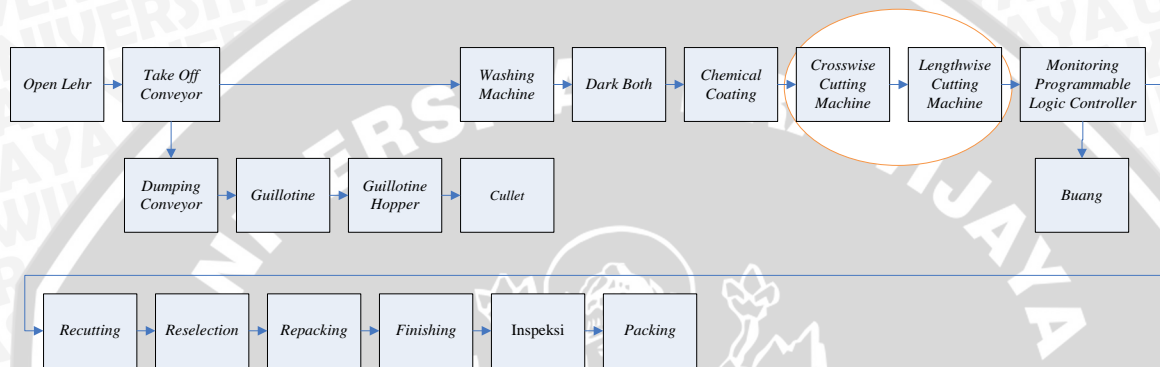 Open Lehr
Take Off
Conveyor
Washing
Machine
Dark Both
Chemical
Coating
Crosswise
Cutting
Machine
Lengthwise
Cutting
Machine
Monitoring
Programmable
Logic Controller
Dumping
Conveyor
Guillotine
Guillotine
Hopper
Cullet
Buang
Recutting
Reselection
Repacking
Finishing
Inspeksi
Packing